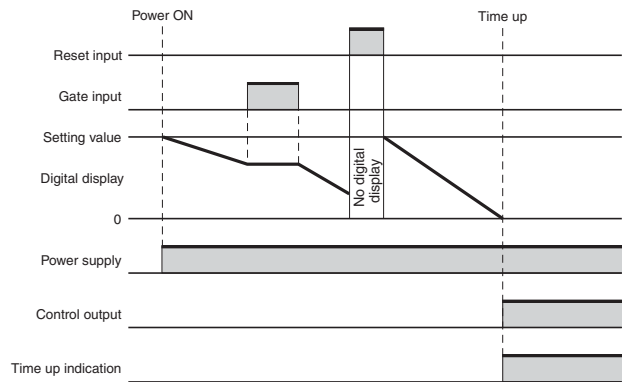 Power ON
Time up
Reset input
Gate input
Setting value
Digital display
No digital
display
0
Power supply
Control output
Time up indication